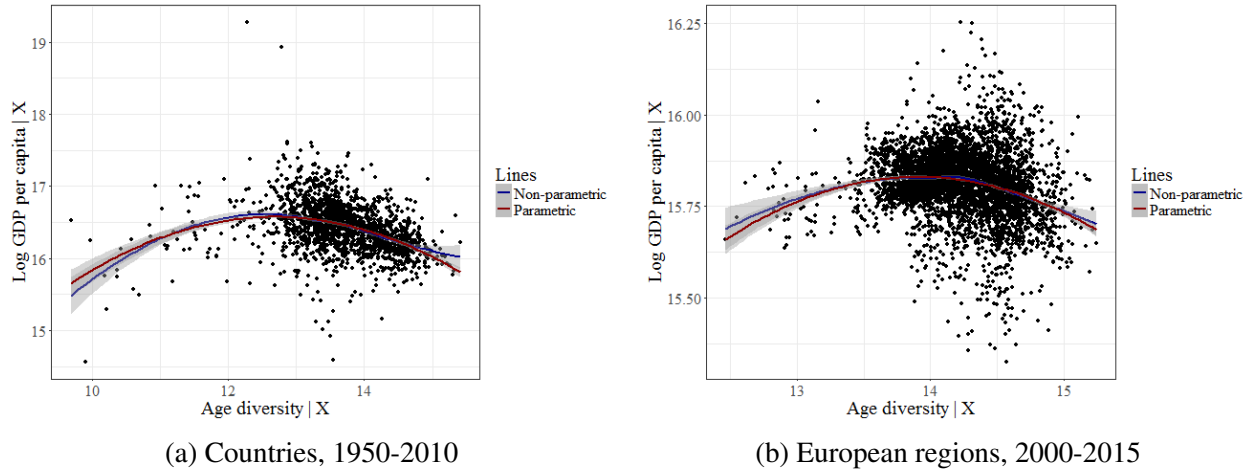 19
18
17
16
15
Log GDP per capita | X
10
12
14
Age diversity | X
Lines
Non-parametric
Parametric
(a) Countries, 1950-2010
16.25
16.00
15.75
15.50
Log GDP per capita | X
13
14
15
Age diversity | X
Lines
Non-parametric
Parametric
(b) European regions, 2000-2015